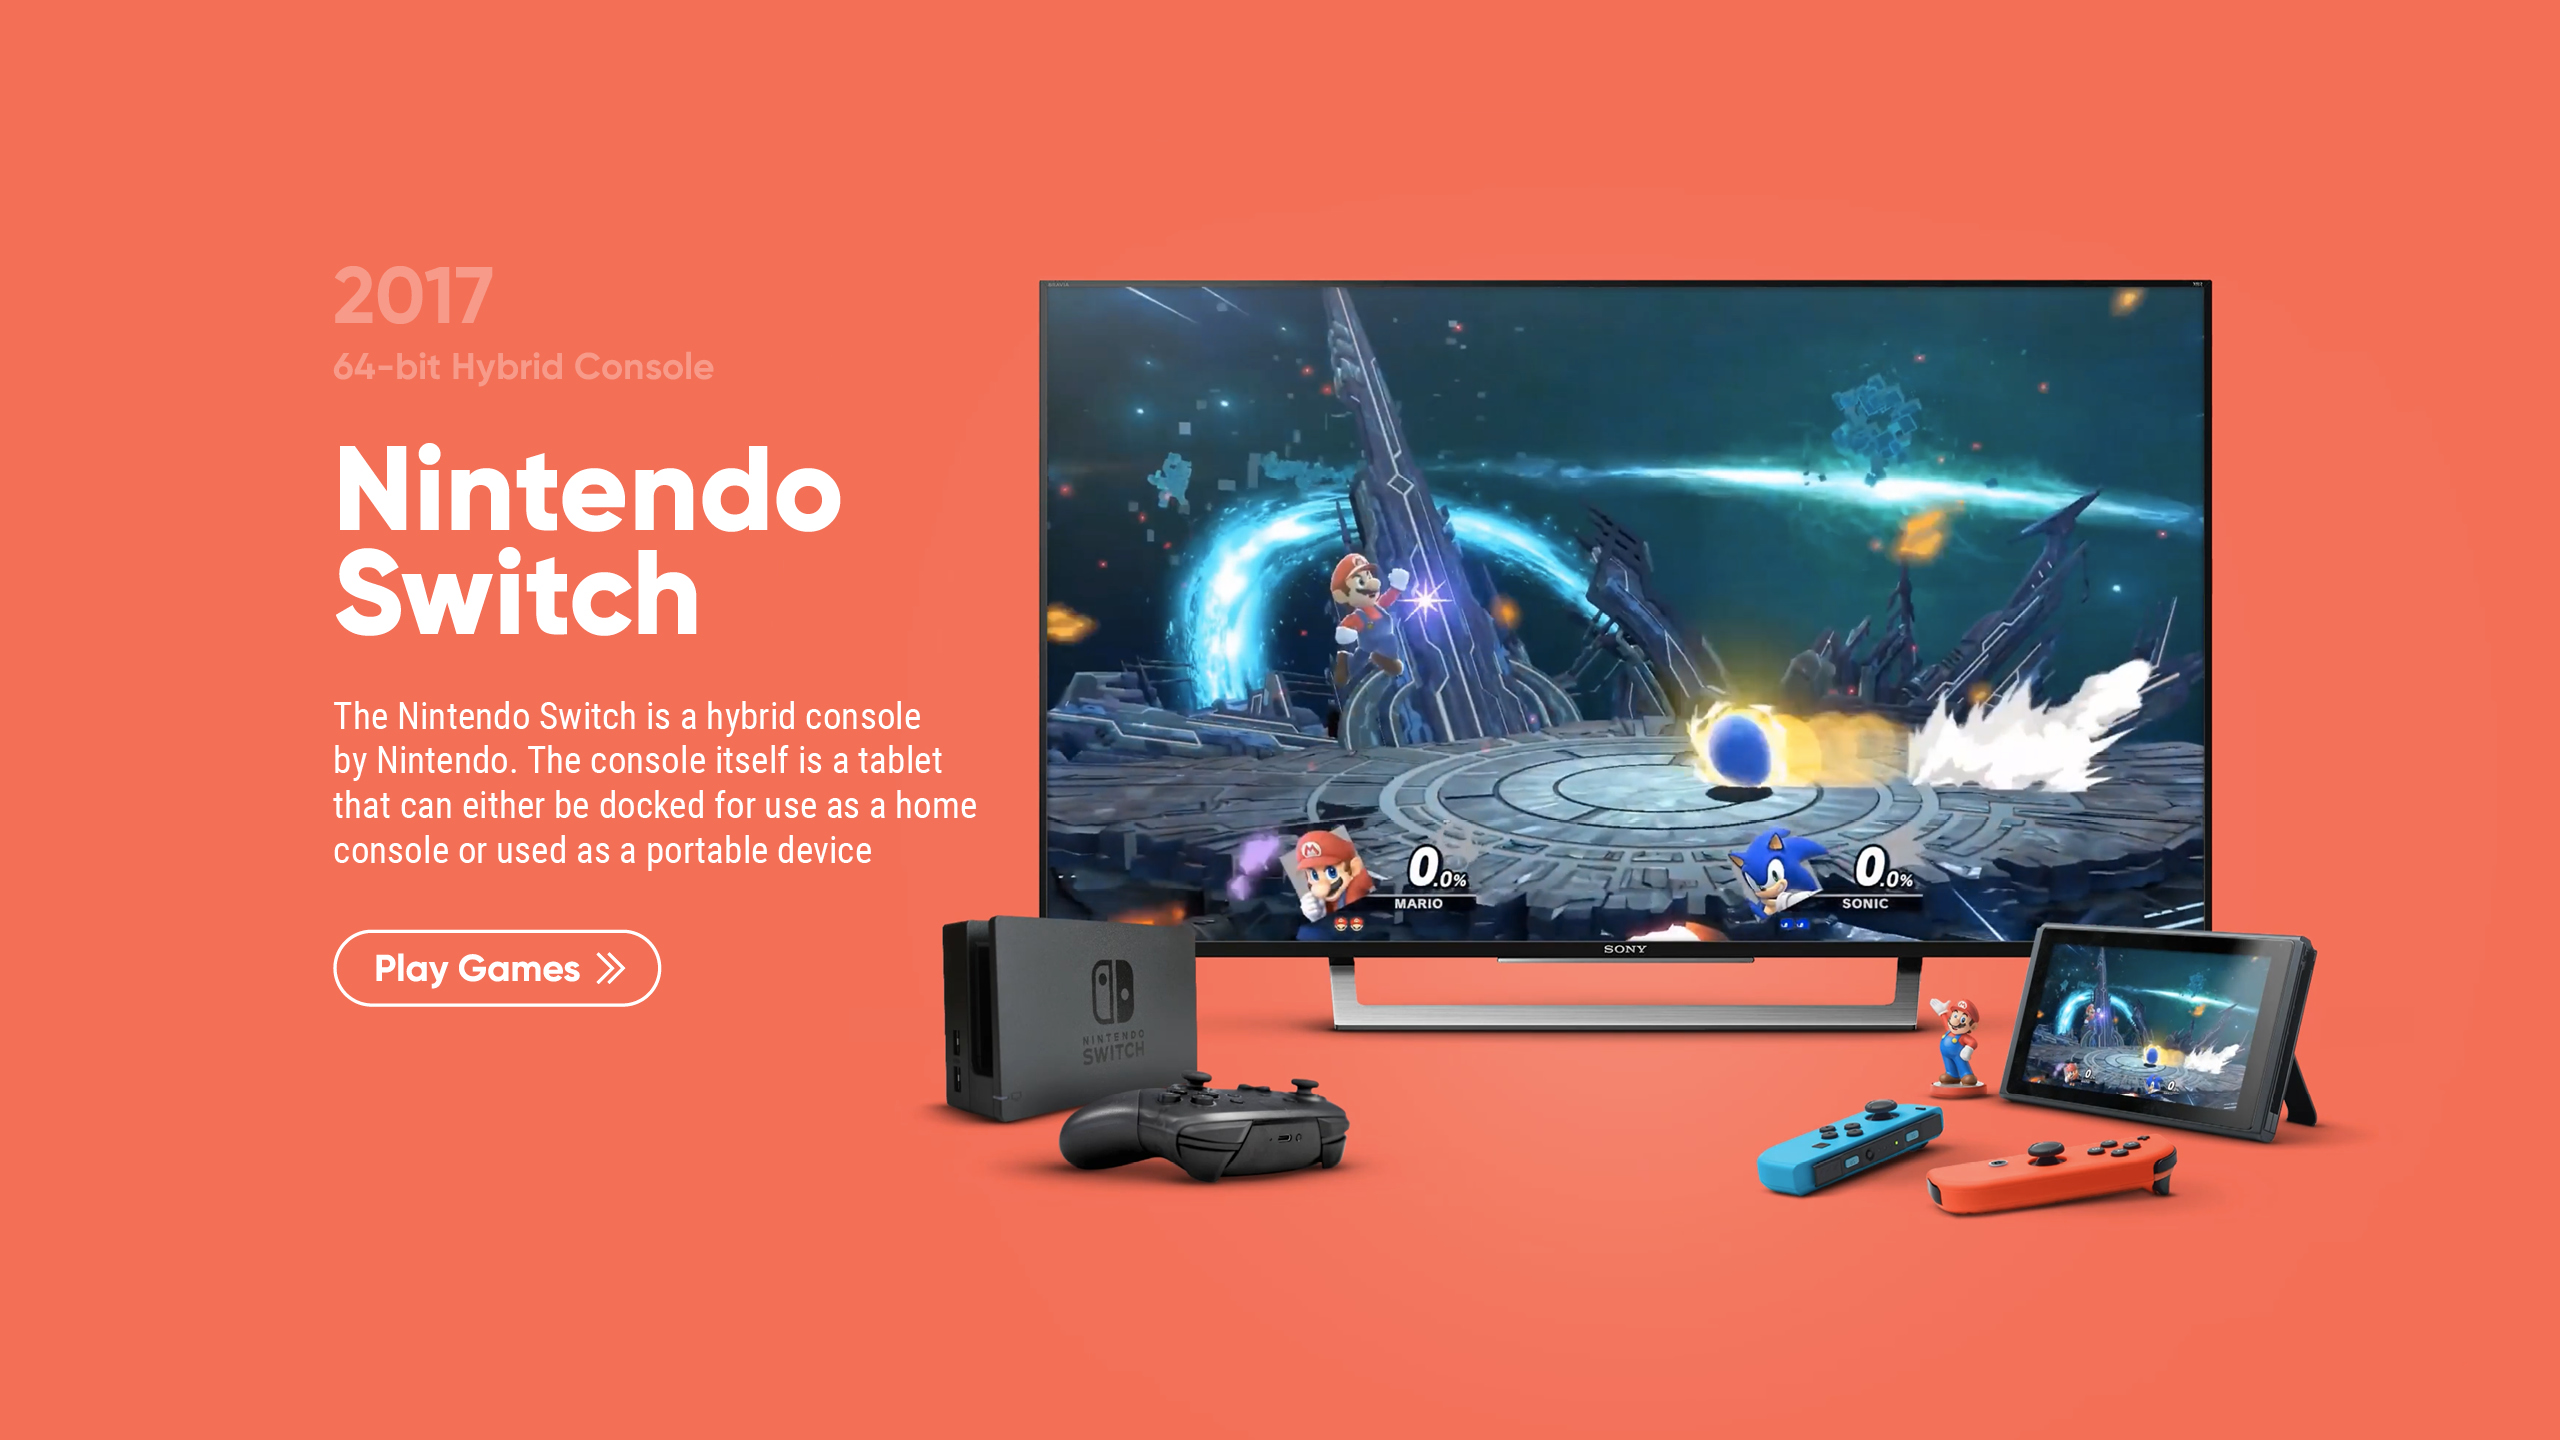 2017
64-bit Hybrid Console
Nintendo
Switch
The Nintendo Switch is a hybrid console
by Nintendo. The console itself is a tablet
that can either be docked for use as a home
console or used as a portable device
Play Games
BRAVIA
0.0%
MARIO
0.0%
SONIC
SONY
NINTENDO
SWITCH